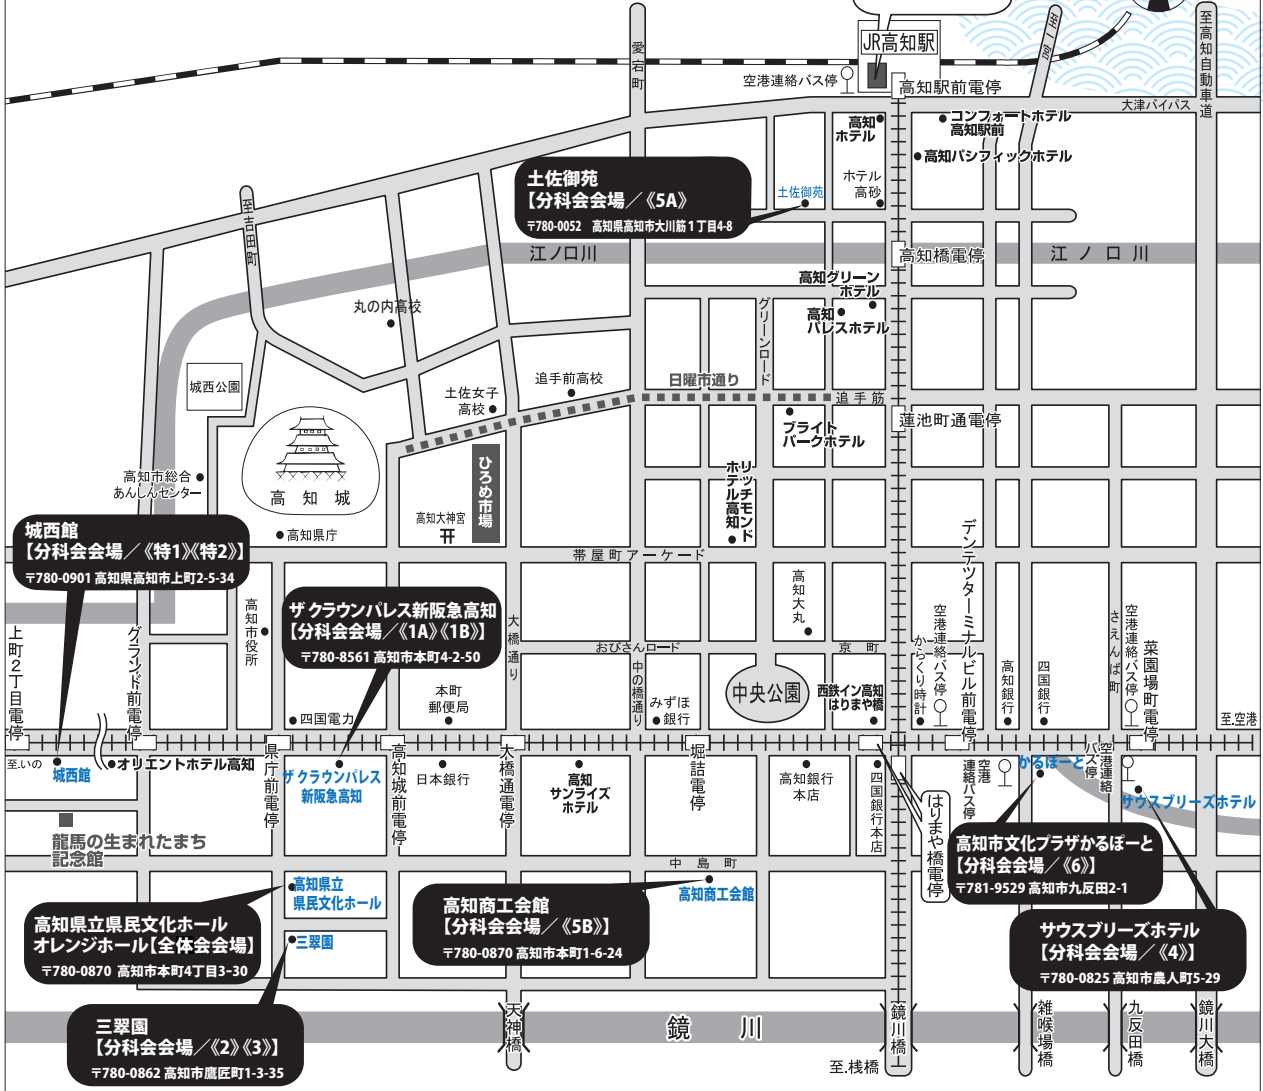 JR高知駅
空港連絡バス停
高知駅前電停
至高知自動車道
大津バイパス
愛宕町
高知
ホテル
コンフォートホテル
高知駅前
高知パシフィックホテル
土佐御苑
【分科会会場／《5A》
〒780-0052 高知県高知市大川筋1丁目4-8
土佐御苑
ホテル
高砂
至吉田町
江ノ口川
高知橋電停
江ノ口川
丸の内高校
高知グリーン
ホテル
高知
パレスホテル
グリーンロード
城西公園
土佐女子
高校
追手前高校
日曜市通り
追手筋
蓮池町通電停
ブライト
パークホテル
高知市総合
あんしんセンター
高知城
ひろめ市場
リッチモンド
ホテル高知
高知大神宮
高知県庁
帯屋町アーケード
デンテツターミナルビル前電停
城西館
【分科会会場／《特1》《特2》】
〒780-0901 高知県高知市上町2-5-34
ザ クラウンパレス新阪急高知
【分科会会場／《1A》《1B》】
〒780-8561 高知市本町4-2-50
高知市役所
大橋通り
高知大丸
おびさんロード
京町
中の橋通り
中央公園
みずほ
銀行
西鉄イン高知
はりまや橋
からくり時計
空港連絡バス停
高知銀行
四国銀行
さえんば町
空港連絡バス停
菜園場町電停
至.空港
上町2丁目電停
グランド前電停
四国電力
本町
郵便局
至.いの
城西館
オリエントホテル高知
県庁前電停
ザ クラウンパレス
新阪急高知
高知城前電停
日本銀行
大橋通電停
高知
サンライズ
ホテル
堀詰電停
高知銀行
本店
四国銀行本店
はりまや橋電停
空港
連絡バス停
かるぽーと
空港連絡
バス停
サウスブリーズホテル
龍馬の生まれたまち
記念館
中島町
高知市文化プラザかるぽーと
【分科会会場／《6》】
〒781-9529 高知市九反田2-1
高知県立
県民文化ホール
高知商工会館
高知県立県民文化ホール
オレンジホール【全体会会場】
〒780-0870 高知市本町4丁目3-30
三翠園
高知商工会館
【分科会会場／《5B》】
〒780-0870 高知市本町1-6-24
サウスブリーズホテル
【分科会会場／《4》】
〒780-0825 高知市農人町5-29
三翠園
【分科会会場／《2》《3》】
〒780-0862 高知市鷹匠町1-3-35
天神橋
鏡川
鏡川橋
雑喉場橋
九反田橋
鏡川大橋
至.桟橋